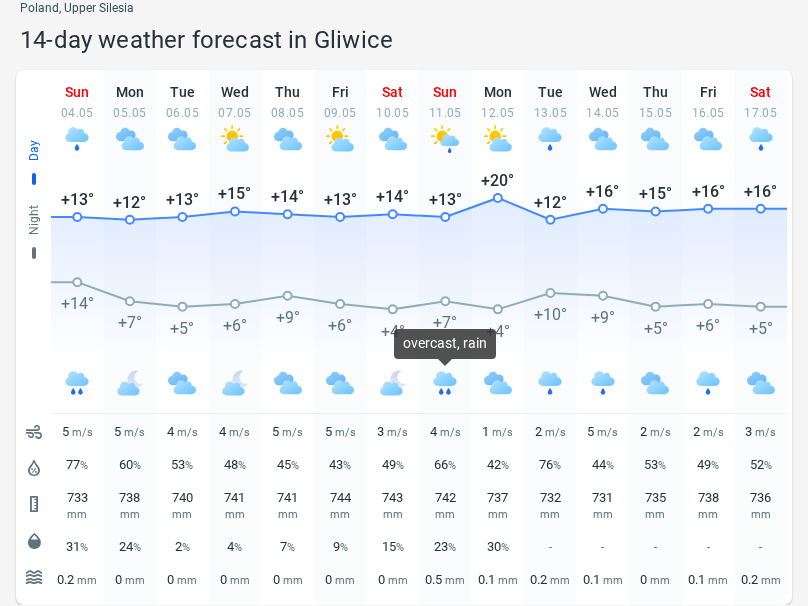 Poland, Upper Silesia
14-day weather forecast in Gliwice
Sun Mon Tue Wed Thu Fri Sat Sun Mon Tue Wed Thu Fri Sat
04.05 05.05 06.05 07.05 08.05 09.05 10.05 11.05 12.05 13.05 14.05 15.05 16.05 17.05
Day
+13° +12° +13° +15° +14° +13° +14° +13° +20° +12° +16° +15° +16° +16°
Night
+14° +7° +5° +6° +9° +6° +4° +7° +4° +10° +9° +5° +6° +5°
overcast, rain
5 m/s 5 m/s 4 m/s 4 m/s 5 m/s 5 m/s 3 m/s 4 m/s 1 m/s 2 m/s 5 m/s 2 m/s 2 m/s 3 m/s
77% 60% 53% 48% 45% 43% 49% 66% 42% 76% 44% 53% 49% 52%
733 738 740 741 741 744 743 742 737 732 731 735 738 736
mm mm mm mm mm mm mm mm mm mm mm mm mm mm
31% 24% 2% 4% 7% 9% 15% 23% 30% - - - - -
0.2 mm 0 mm 0 mm 0 mm 0 mm 0 mm 0 mm 0.5 mm 0.1 mm 0.2 mm 0.1 mm 0 mm 0.1 mm 0.2 mm